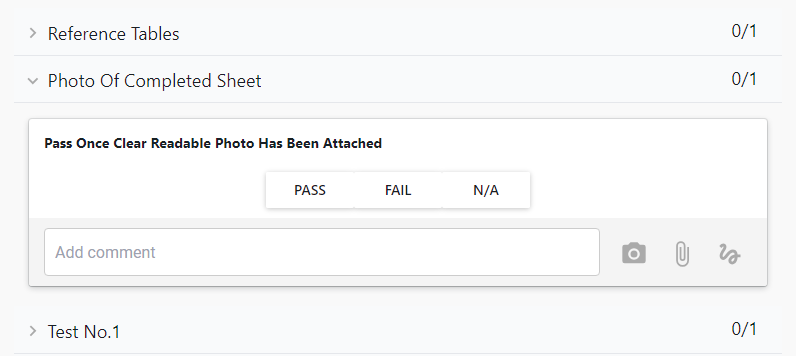 Reference Tables 0/1
Photo Of Completed Sheet 0/1
Pass Once Clear Readable Photo Has Been Attached
PASS FAIL N/A
Add comment
Test No.1 0/1